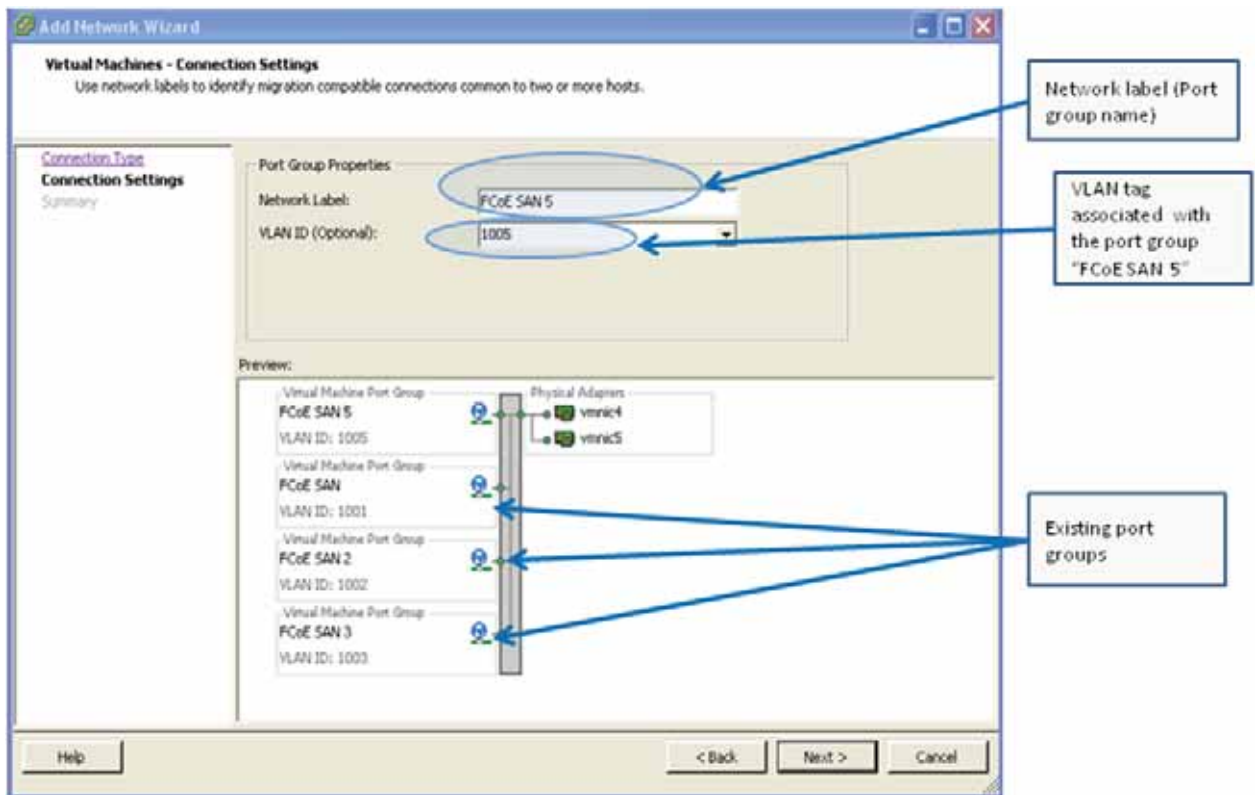 Add Network Wizard
Virtual Machines - Connection Settings
Use network labels to identify migration compatible connections common to two or more hosts.
Connection Type
Connection Settings
Summary
Port Group Properties
Network Label:
FCoE SAN 5
VLAN ID (Optional):
1005
Preview:
Virtual Machine Port Group
FCoE SAN 5
VLAN ID: 1005
Physical Adapters
vmnic4
vmnic5
Virtual Machine Port Group
FCoE SAN
VLAN ID: 1001
Virtual Machine Port Group
FCoE SAN 2
VLAN ID: 1002
Virtual Machine Port Group
FCoE SAN 3
VLAN ID: 1003
Help
< Back
Next >
Cancel
Network label (Port
group name)
VLAN tag
associated with
the port group
"FCoE SAN 5"
Existing port
groups